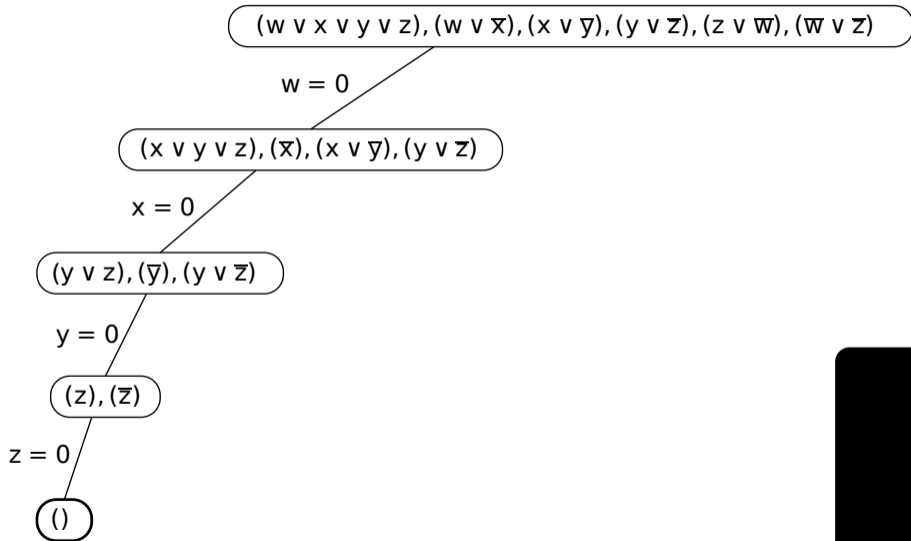 (w ∨ x ∨ y ∨ z), (w ∨ x̅), (x ∨ y̅), (y ∨ z̅), (z ∨ w̅), (w̅ ∨ z̅)
w = 0
(x ∨ y ∨ z), (x̅), (x ∨ y̅), (y ∨ z̅)
x = 0
(y ∨ z), (y̅), (y ∨ z̅)
y = 0
(z), (z̅)
z = 0
()